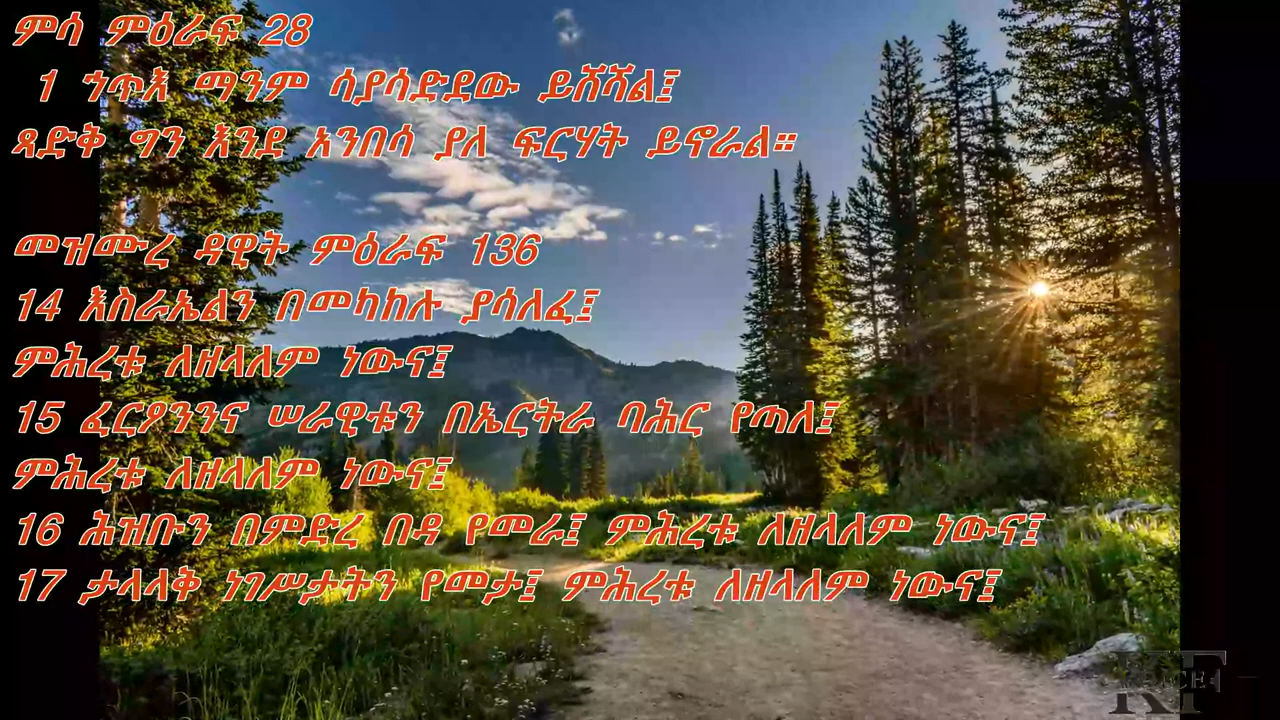 ምሳ ምዕራፍ 28
1 ኀጥእ ማንም ሳያሳድደው ይሸሻል፤
ጻድቅ ግን እንደ አንበሳ ያለ ፍርሃት ይኖራል።
መዝሙረ ዳዊት ምዕራፍ 136
14 እስራኤልን በመካከሉ ያሳለፈ፤
ምሕረቱ ለዘላለም ነውና፤
15 ፈርዖንንና ሠራዊቱን በኤርትራ ባሕር የጣለ፤
ምሕረቱ ለዘላለም ነውና፤
16 ሕዝቡን በምድረ በዳ የመራ፤ ምሕረቱ ለዘላለም ነውና፤
17 ታላላቅ ነገሥታትን የመታ፤ ምሕረቱ ለዘላለም ነውና፤
KF